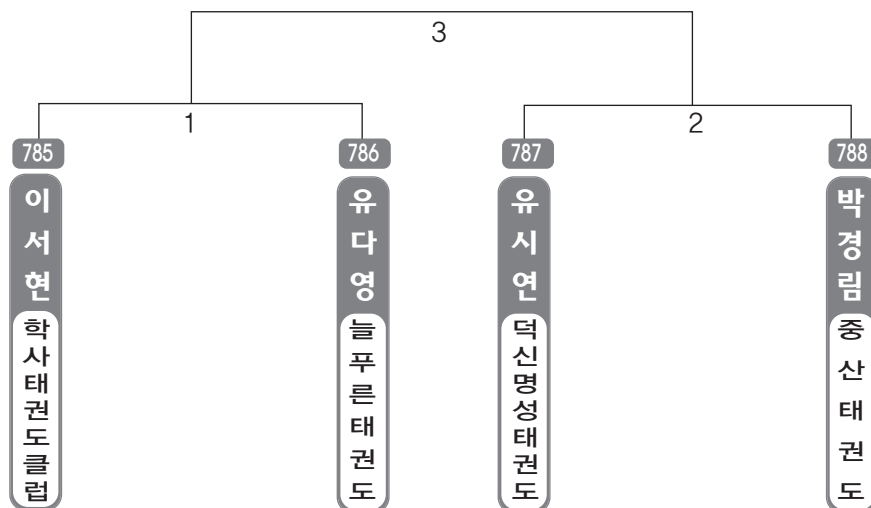 3
1
2
785
이서현
학사태권도클럽
786
유다영
늘푸른태권도
787
유시연
덕신명성태권도
788
박경림
중산태권도